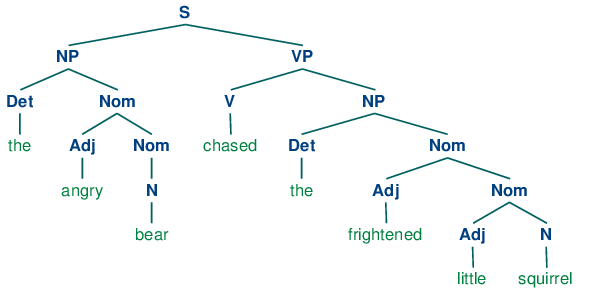 S
NP VP
Det Nom V NP
the Adj Nom chased Det Nom
angry N the Adj Nom
bear frightened Adj N
little squirrel